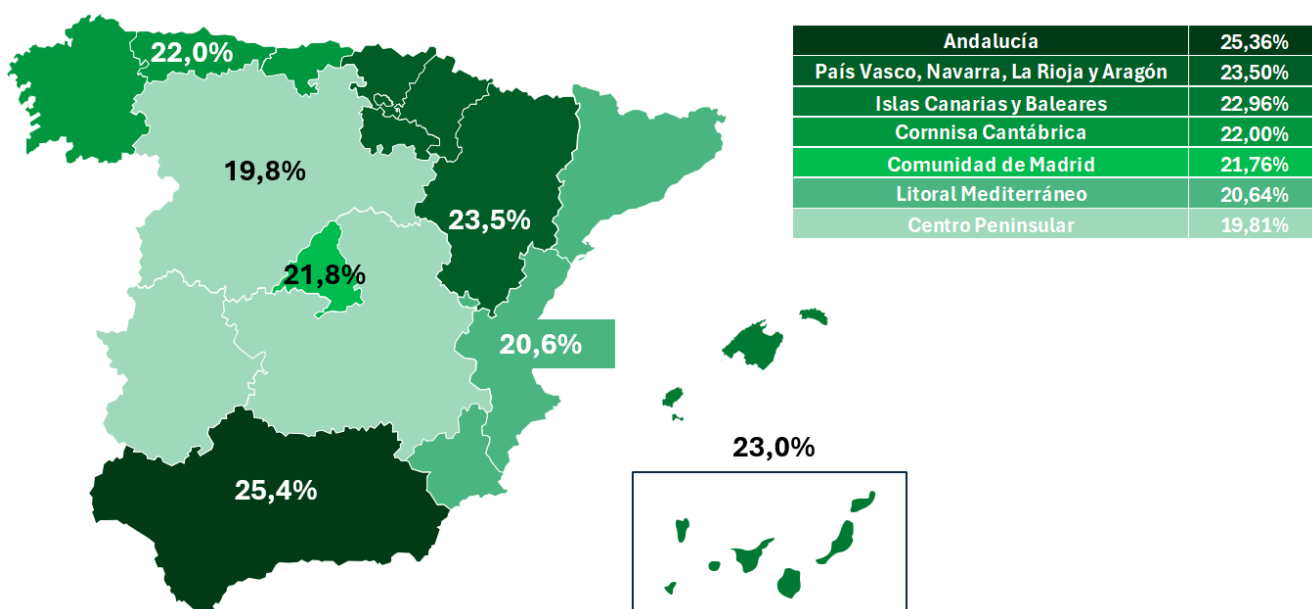 Andalucía 25,36%
País Vasco, Navarra, La Rioja y Aragón 23,50%
Islas Canarias y Baleares 22,96%
Cornnisa Cantábrica 22,00%
Comunidad de Madrid 21,76%
Litoral Mediterráneo 20,64%
Centro Peninsular 19,81%
22,0%
19,8%
23,5%
21,8%
20,6%
23,0%
25,4%